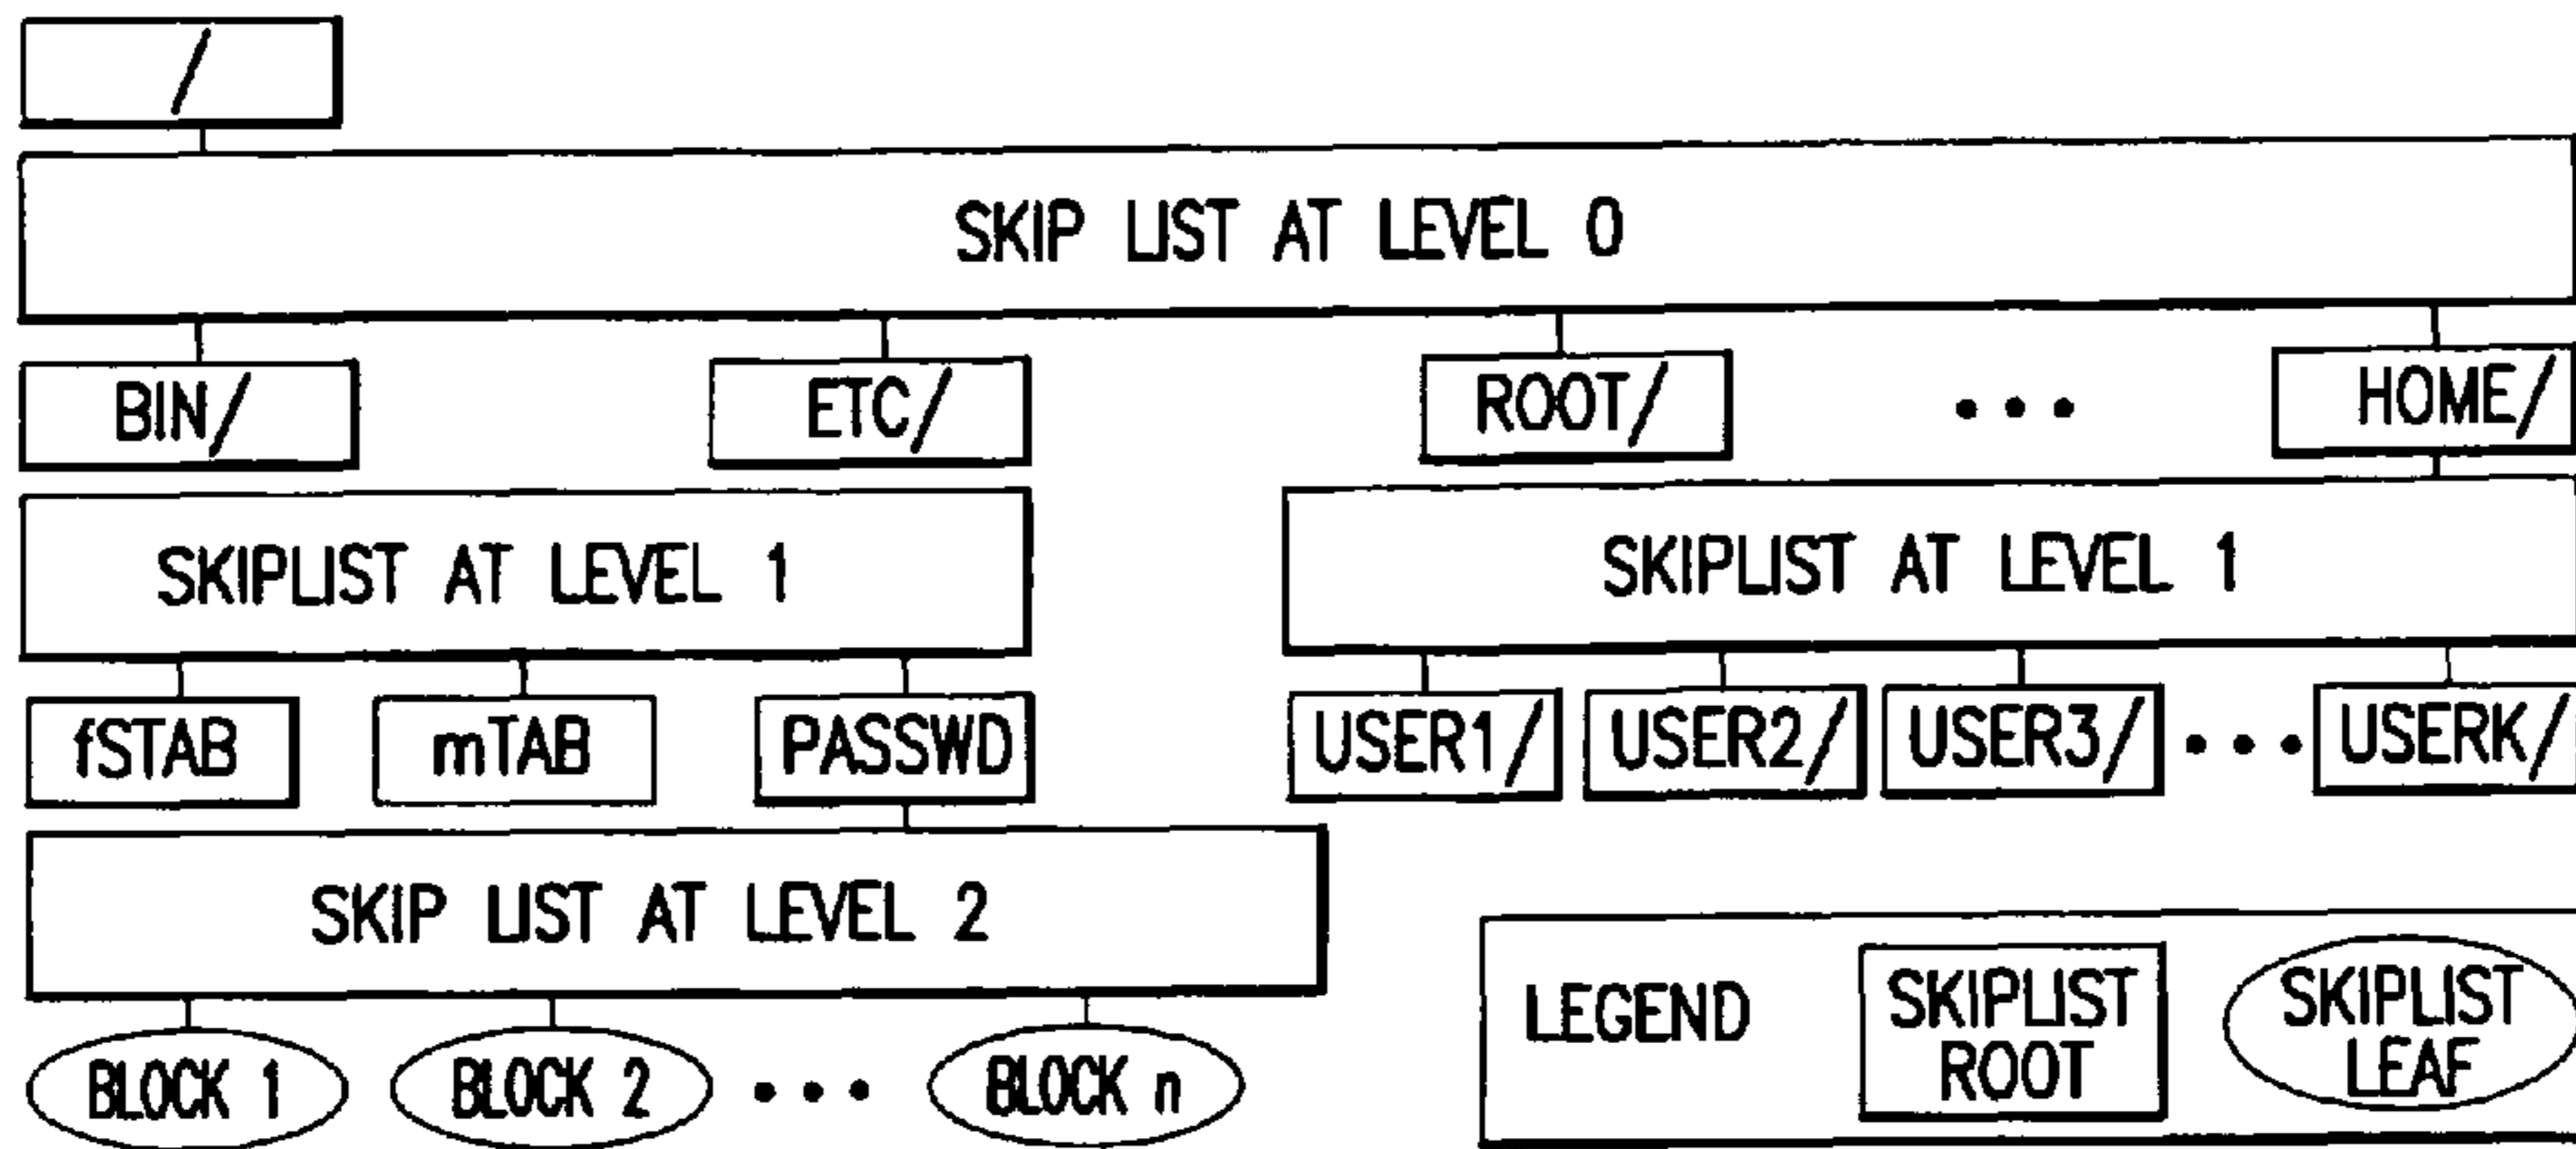 /
SKIP LIST AT LEVEL 0
BIN/ ETC/ ROOT/ • • • HOME/
SKIPLIST AT LEVEL 1 SKIPLIST AT LEVEL 1
fSTAB mTAB PASSWD USER1/ USER2/ USER3/ • • • USERK/
SKIP LIST AT LEVEL 2
BLOCK 1 BLOCK 2 • • • BLOCK n
LEGEND
SKIPLIST
ROOT
SKIPLIST
LEAF